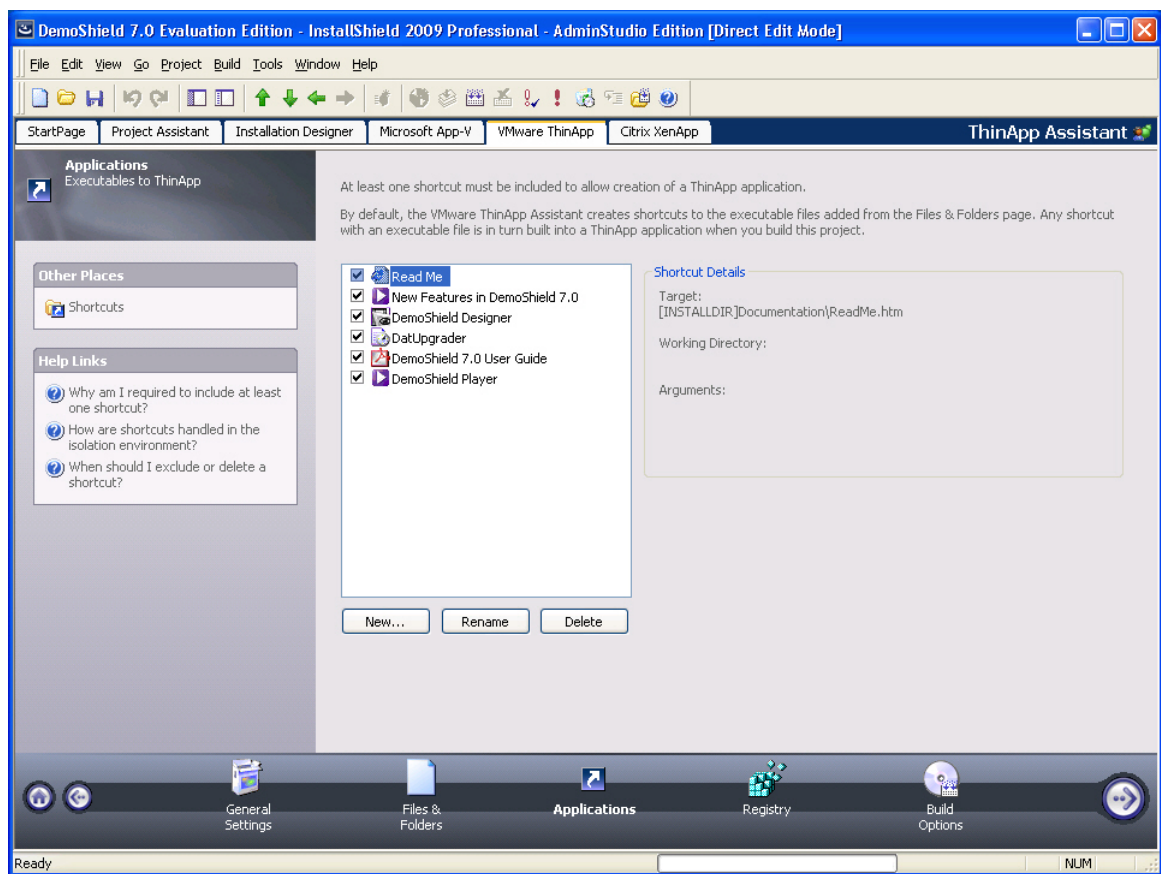 DemoShield 7.0 Evaluation Edition - InstallShield 2009 Professional - AdminStudio Edition [Direct Edit Mode]
File Edit View Go Project Build Tools Window Help
StartPage Project Assistant Installation Designer Microsoft App-V VMware ThinApp Citrix XenApp ThinApp Assistant
Applications
Executables to ThinApp
Other Places
Shortcuts
Help Links
Why am I required to include at least
one shortcut?
How are shortcuts handled in the
isolation environment?
When should I exclude or delete a
shortcut?
At least one shortcut must be included to allow creation of a ThinApp application.
By default, the VMware ThinApp Assistant creates shortcuts to the executable files added from the Files & Folders page. Any shortcut
with an executable file is in turn built into a ThinApp application when you build this project.
Read Me
New Features in DemoShield 7.0
DemoShield Designer
DatUpgrader
DemoShield 7.0 User Guide
DemoShield Player
New... Rename Delete
Shortcut Details
Target:
[INSTALLDIR]Documentation\ReadMe.htm
Working Directory:
Arguments:
General
Settings
Files &
Folders
Applications
Registry
Build
Options
Ready NUM